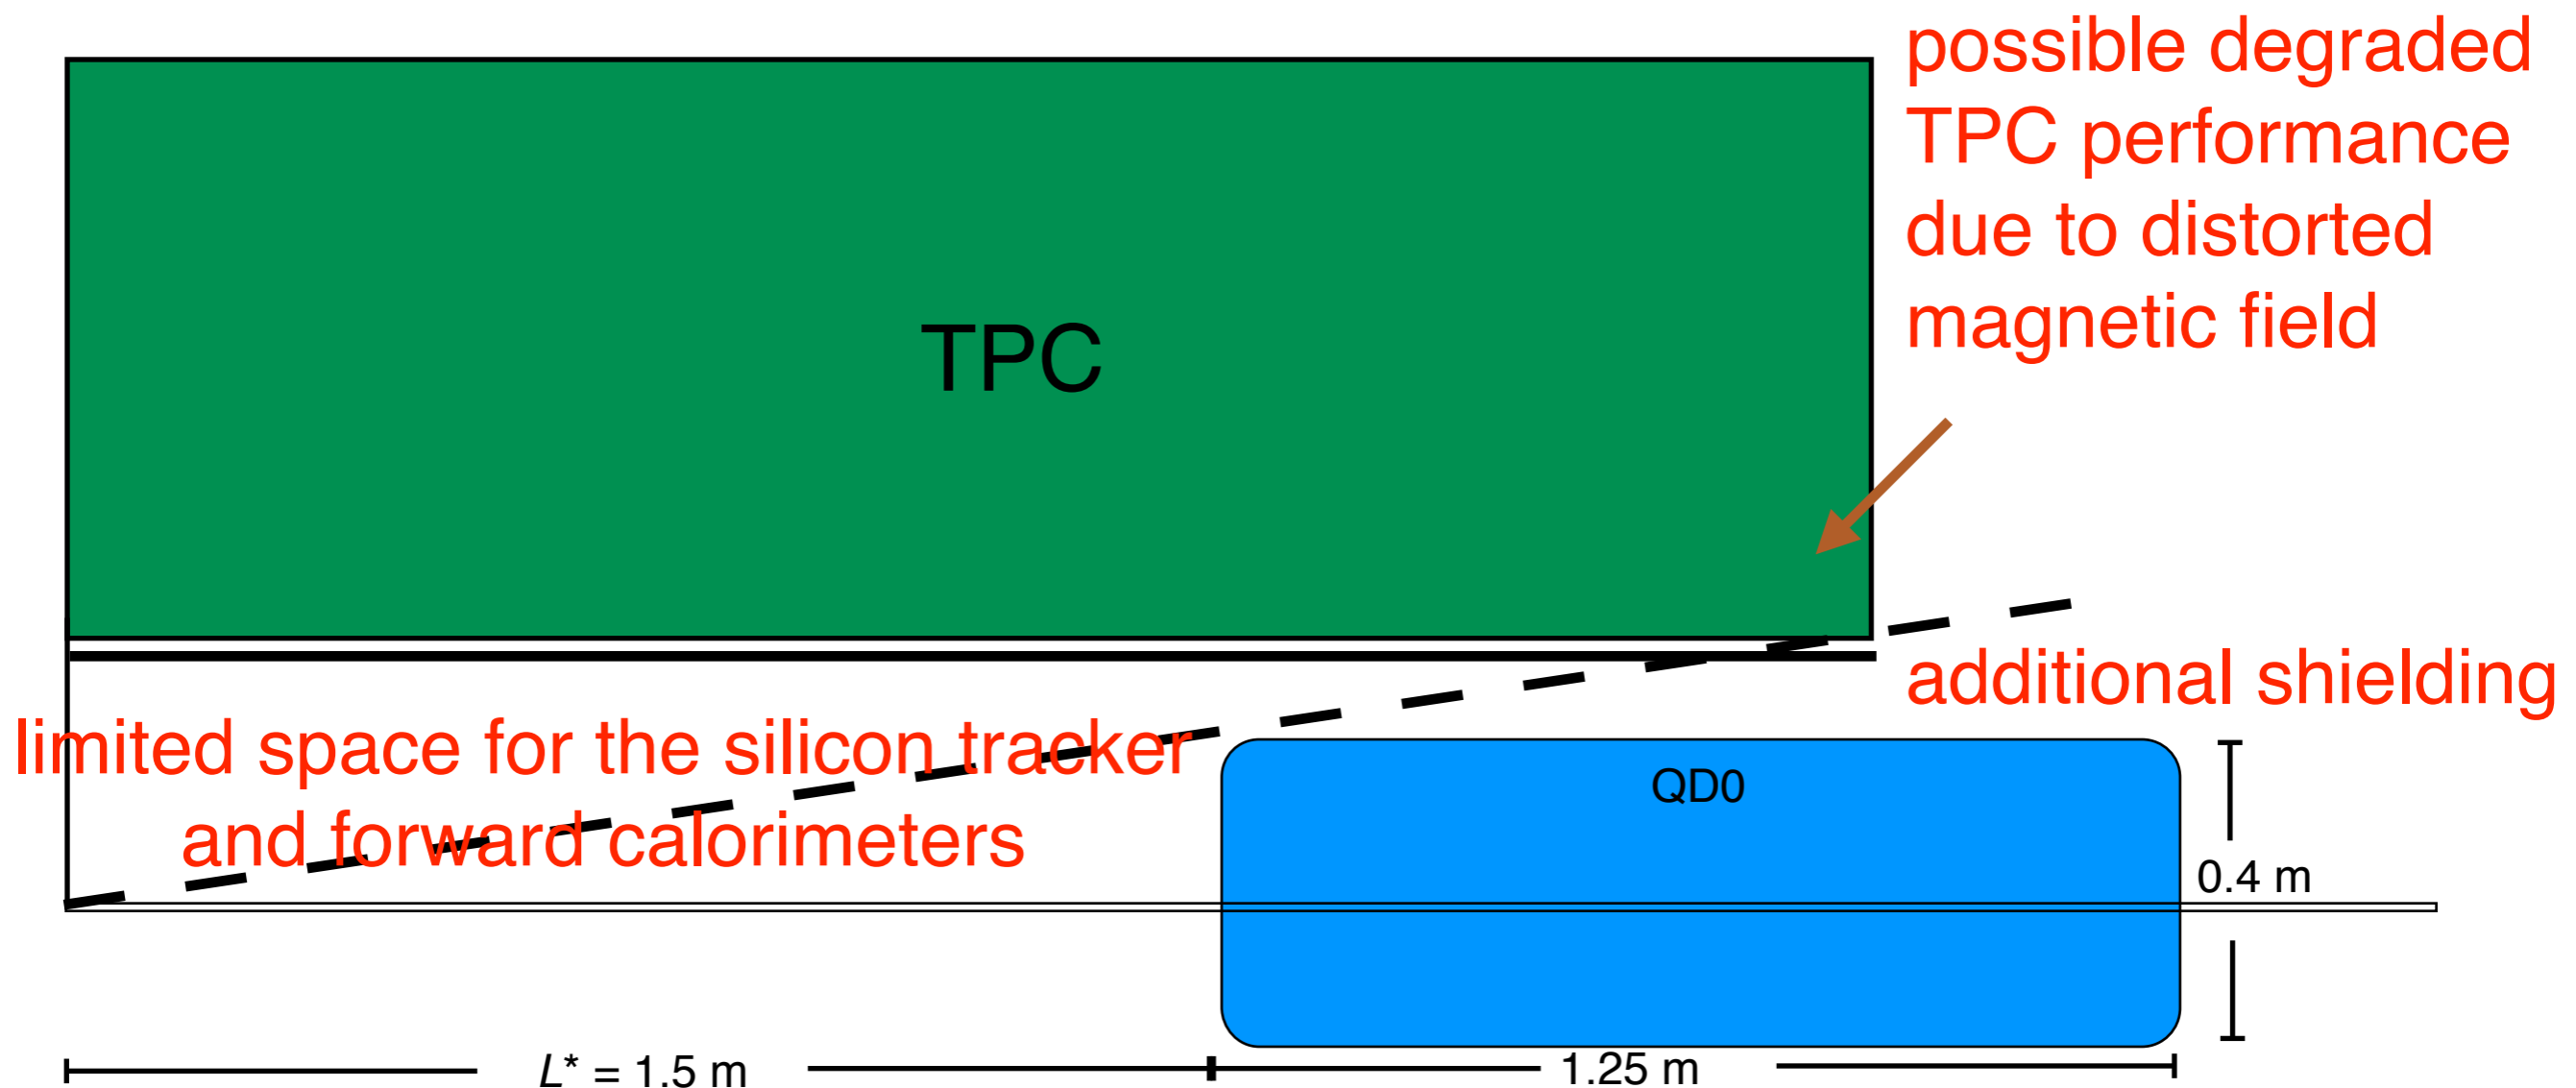 possible degraded
TPC performance
due to distorted
magnetic field
TPC
additional shielding
limited space for the silicon tracker
and forward calorimeters
QD0
0.4 m
L* = 1.5 m
1.25 m